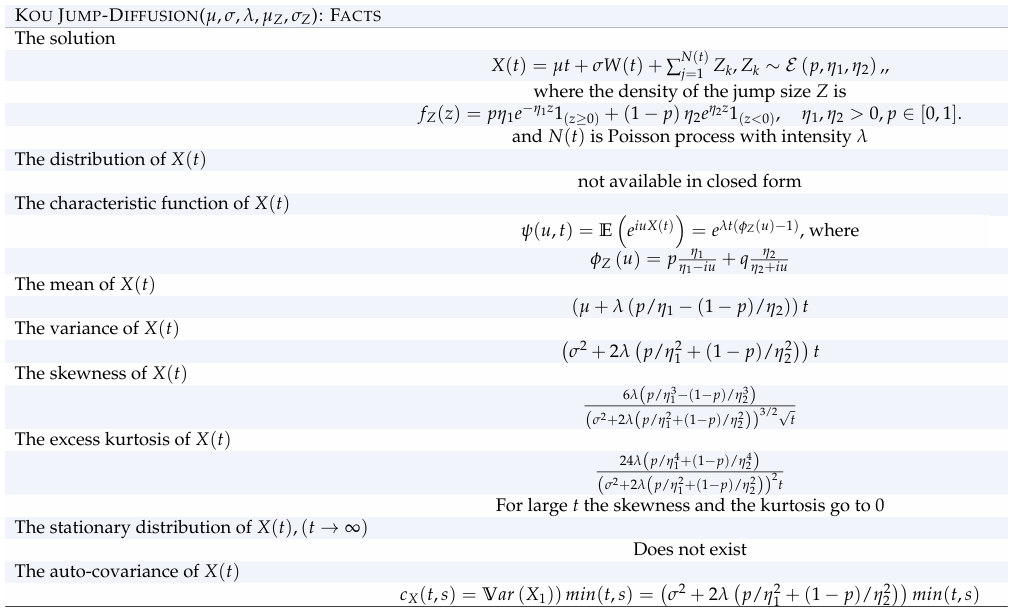 KOU JUMP-DIFFUSION(μ, σ, λ, μ_Z, σ_Z): FACTS
The solution
X(t) = μt + σW(t) + ∑_{j=1}^{N(t)} Z_k, Z_k ∼ ℰ (p, η_1, η_2) ,,
where the density of the jump size Z is
f_Z(z) = pη_1e^{−η_1z}1_{(z≥0)} + (1 − p) η_2e^{η_2z}1_{(z<0)}, η_1, η_2 > 0, p ∈ [0, 1].
and N(t) is Poisson process with intensity λ
The distribution of X(t)
not available in closed form
The characteristic function of X(t)
ψ(u, t) = 𝔼 (e^{iuX(t)}) = e^{λt(ϕ_Z(u)−1)}, where
ϕ_Z (u) = p \frac{η_1}{η_1−iu} + q \frac{η_2}{η_2+iu}
The mean of X(t)
(μ + λ (p/η_1 − (1 − p)/η_2)) t
The variance of X(t)
(σ^2 + 2λ (p/η_1^2 + (1 − p)/η_2^2)) t
The skewness of X(t)
\frac{6λ(p/η_1^3−(1−p)/η_2^3)}{(σ^2+2λ(p/η_1^2+(1−p)/η_2^2))^{3/2}√t}
The excess kurtosis of X(t)
\frac{24λ(p/η_1^4+(1−p)/η_2^4)}{(σ^2+2λ(p/η_1^2+(1−p)/η_2^2))^2t}
For large t the skewness and the kurtosis go to 0
The stationary distribution of X(t), (t → ∞)
Does not exist
The auto-covariance of X(t)
c_X(t, s) = 𝕍ar (X_1)) min(t, s) = (σ^2 + 2λ (p/η_1^2 + (1 − p)/η_2^2)) min(t, s)